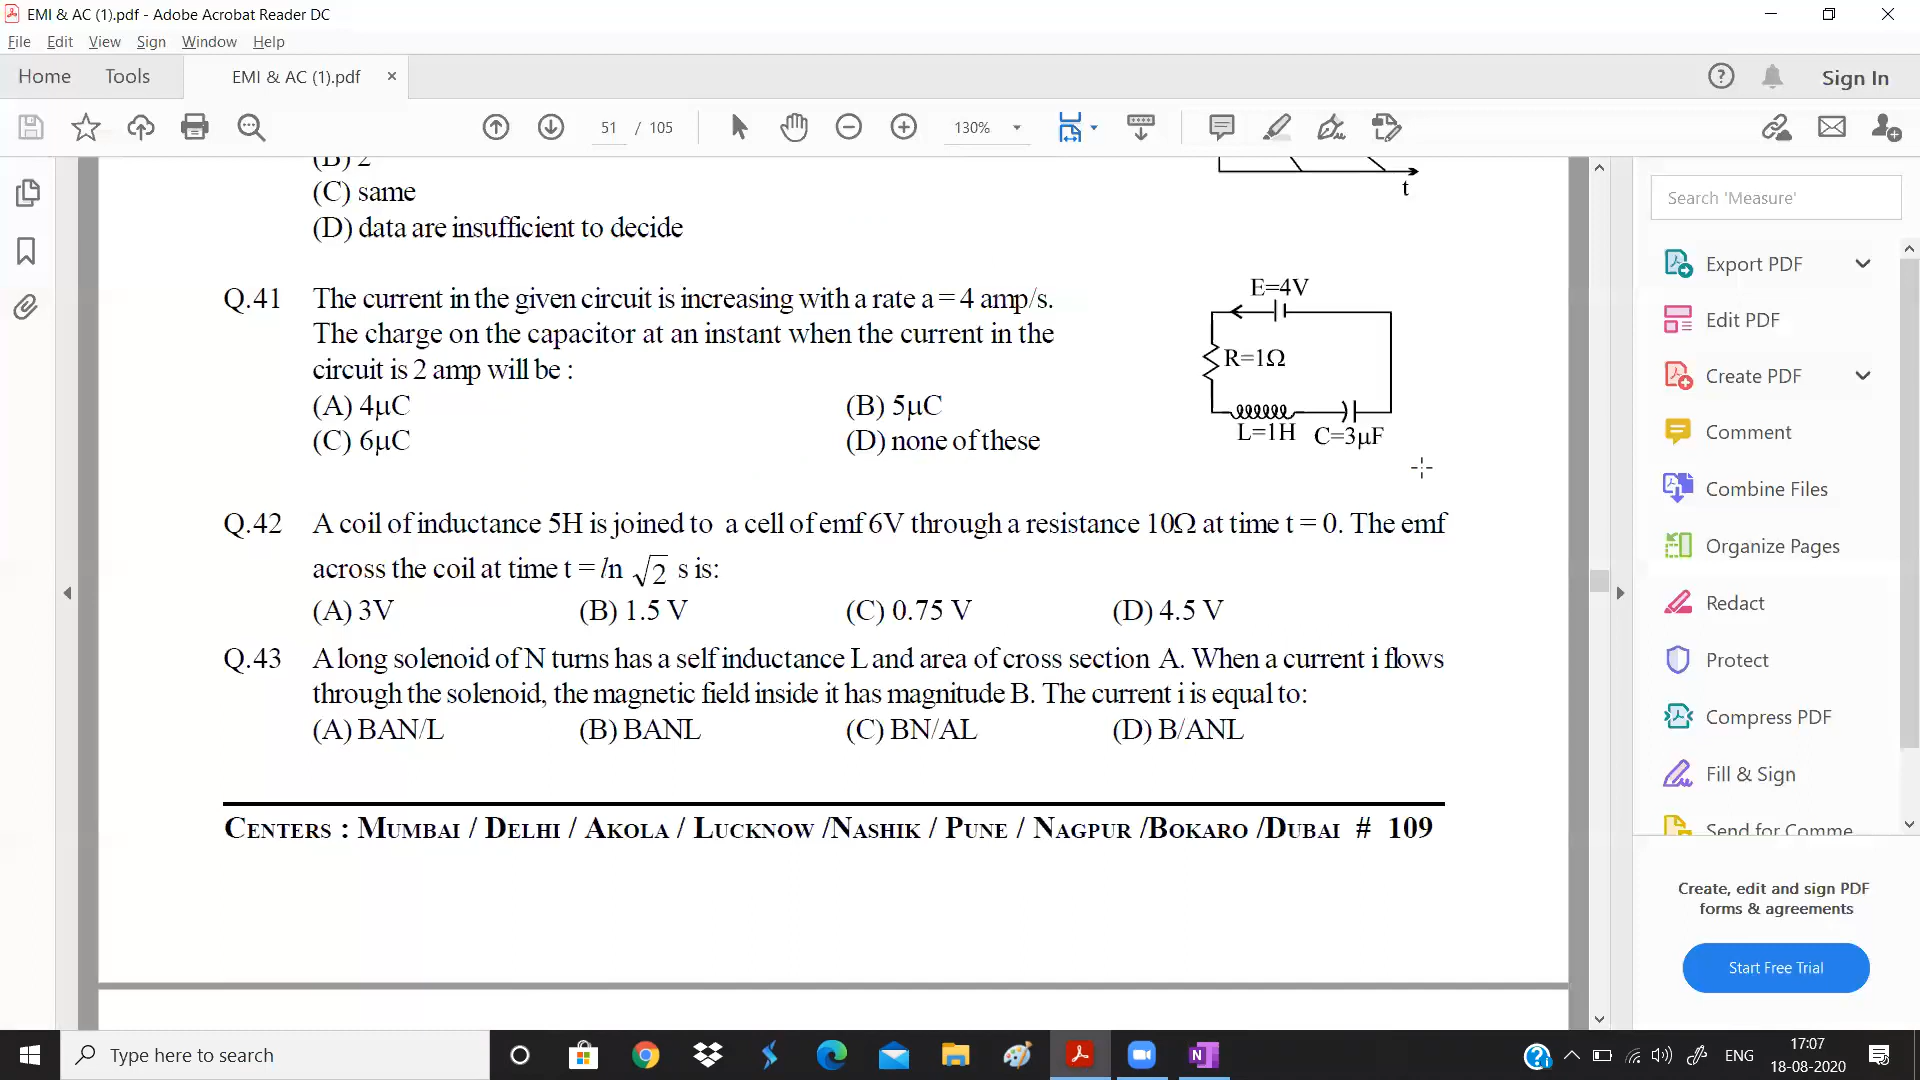 EMI & AC (1).pdf - Adobe Acrobat Reader DC
File Edit View Sign Window Help
Home Tools EMI & AC (1).pdf × Sign In
51 / 105 130%
(B) 2
(C) same
(D) data are insufficient to decide
t
Search 'Measure'
Export PDF
Edit PDF
Create PDF
Comment
Combine Files
Organize Pages
Redact
Protect
Compress PDF
Fill & Sign
Send for Comme
Create, edit and sign PDF
forms & agreements
Start Free Trial
Q.41 The current in the given circuit is increasing with a rate a = 4 amp/s.
The charge on the capacitor at an instant when the current in the
circuit is 2 amp will be :
(A) 4μC (B) 5μC
(C) 6μC (D) none of these
E=4V
R=1Ω
L=1H C=3μF
Q.42 A coil of inductance 5H is joined to a cell of emf 6V through a resistance 10Ω at time t = 0. The emf
across the coil at time t = ln √2 s is:
(A) 3V (B) 1.5 V (C) 0.75 V (D) 4.5 V
Q.43 A long solenoid of N turns has a self inductance L and area of cross section A. When a current i flows
through the solenoid, the magnetic field inside it has magnitude B. The current i is equal to:
(A) BAN/L (B) BANL (C) BN/AL (D) B/ANL
CENTERS : MUMBAI / DELHI / AKOLA / LUCKNOW /NASHIK / PUNE / NAGPUR /BOKARO /DUBAI # 109
Type here to search
ENG
17:07
18-08-2020